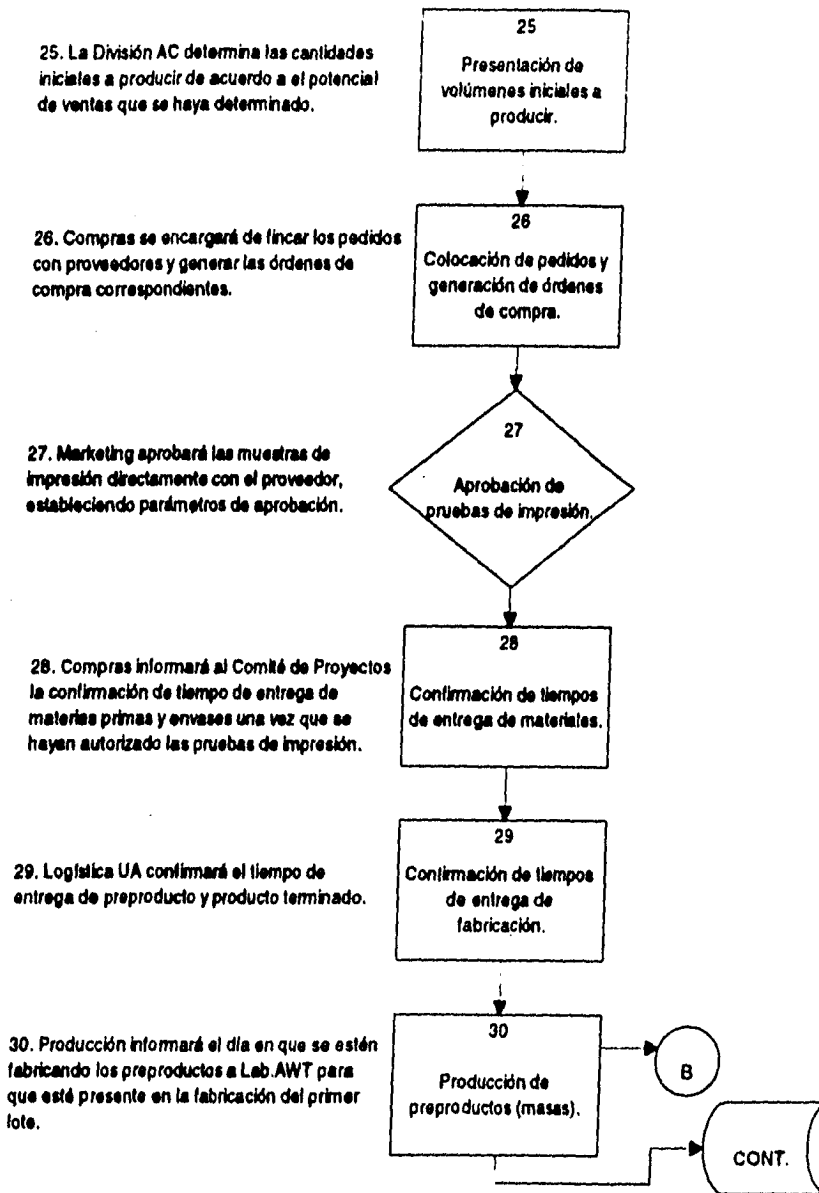 25. La División AC determina las cantidades
iniciales a producir de acuerdo a el potencial
de ventas que se haya determinado.
25
Presentación de
volúmenes iniciales a
producir.
26. Compras se encargará de fincar los pedidos
con proveedores y generar las órdenes de
compra correspondientes.
26
Colocación de pedidos y
generación de órdenes
de compra.
27. Marketing aprobará las muestras de
impresión directamente con el proveedor,
estableciendo parámetros de aprobación.
27
Aprobación de
pruebas de impresión.
28. Compras informará al Comité de Proyectos
la confirmación de tiempo de entrega de
materias primas y envases una vez que se
hayan autorizado las pruebas de impresión.
28
Confirmación de tiempos
de entrega de materiales.
29. Logística UA confirmará el tiempo de
entrega de preproducto y producto terminado.
29
Confirmación de tiempos
de entrega de
fabricación.
30. Producción informará el día en que se estén
fabricando los preproductos a Lab.AWT para
que esté presente en la fabricación del primer
lote.
30
Producción de
preproductos (masas).
B
CONT.